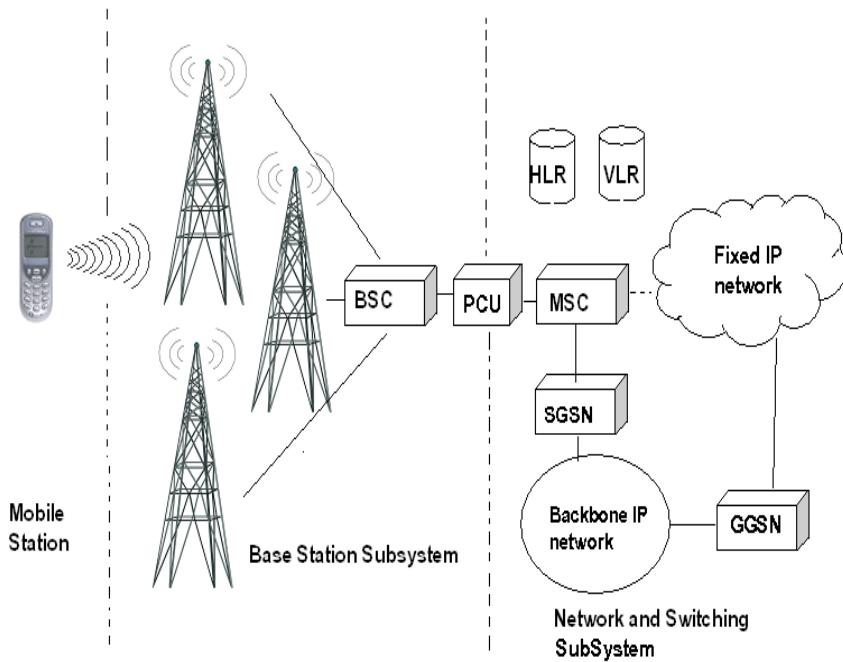 HLR
VLR
Fixed IP
network
BSC
PCU
MSC
SGSN
Mobile
Station
Base Station Subsystem
Backbone IP
network
GGSN
Network and Switching
SubSystem